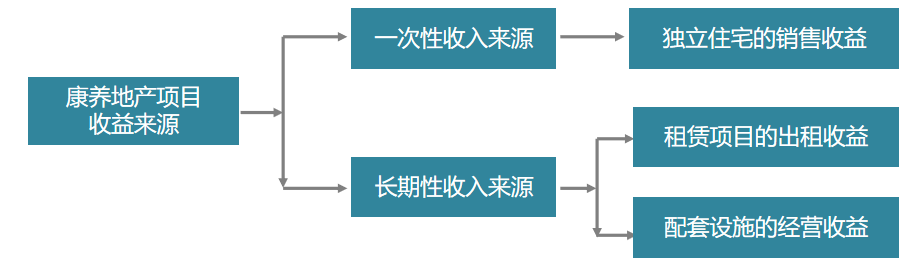 康养地产项目
收益来源
一次性收入来源
独立住宅的销售收益
长期性收入来源
租赁项目的出租收益
配套设施的经营收益